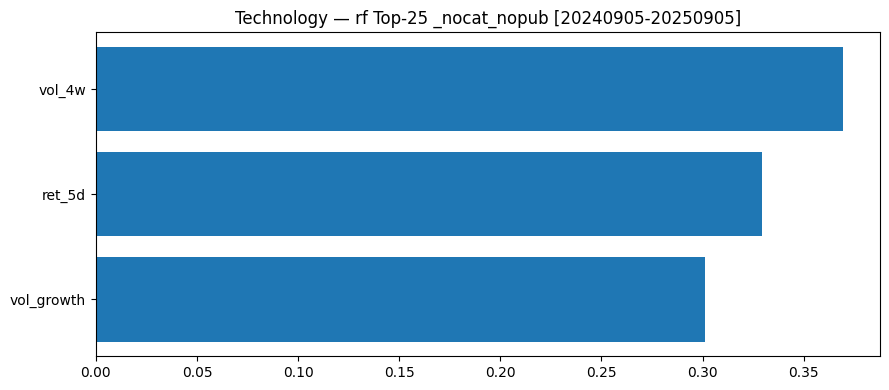 Technology — rf Top-25 _nocat_nopub [20240905-20250905]
vol_4w
ret_5d
vol_growth
0.00 0.05 0.10 0.15 0.20 0.25 0.30 0.35